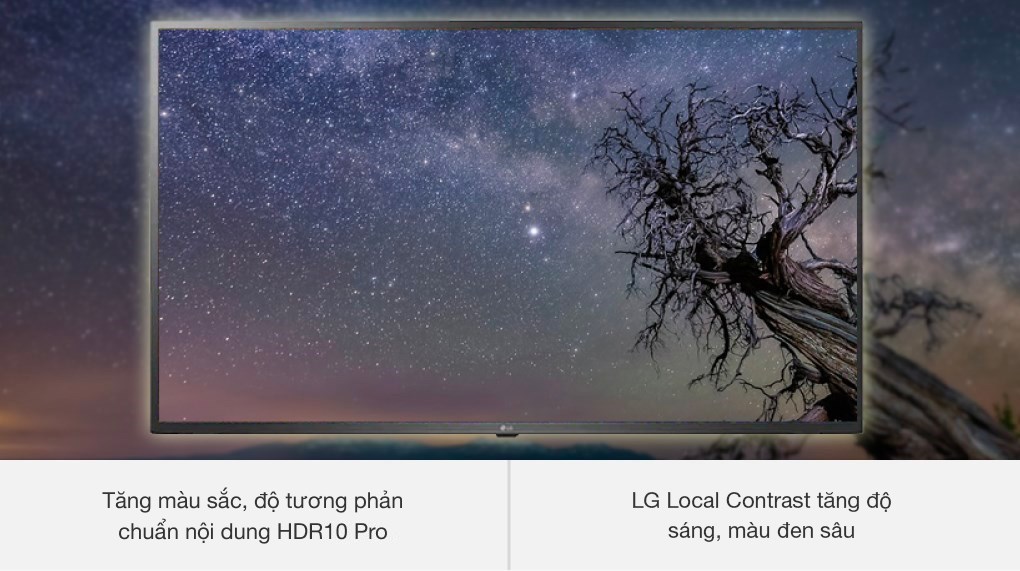 LG
Tăng màu sắc, độ tương phản
chuẩn nội dung HDR10 Pro
LG Local Contrast tăng độ
sáng, màu đen sâu